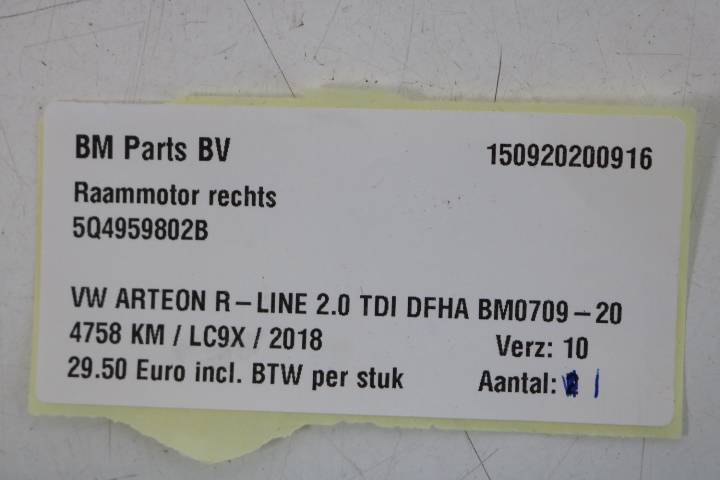 BM Parts BV 150920200916
Raammotor rechts
5Q4959802B
VW ARTEON R-LINE 2.0 TDI DFHA BM0709-20
4758 KM / LC9X / 2018 Verz: 10
29.50 Euro incl. BTW per stuk Aantal: 1